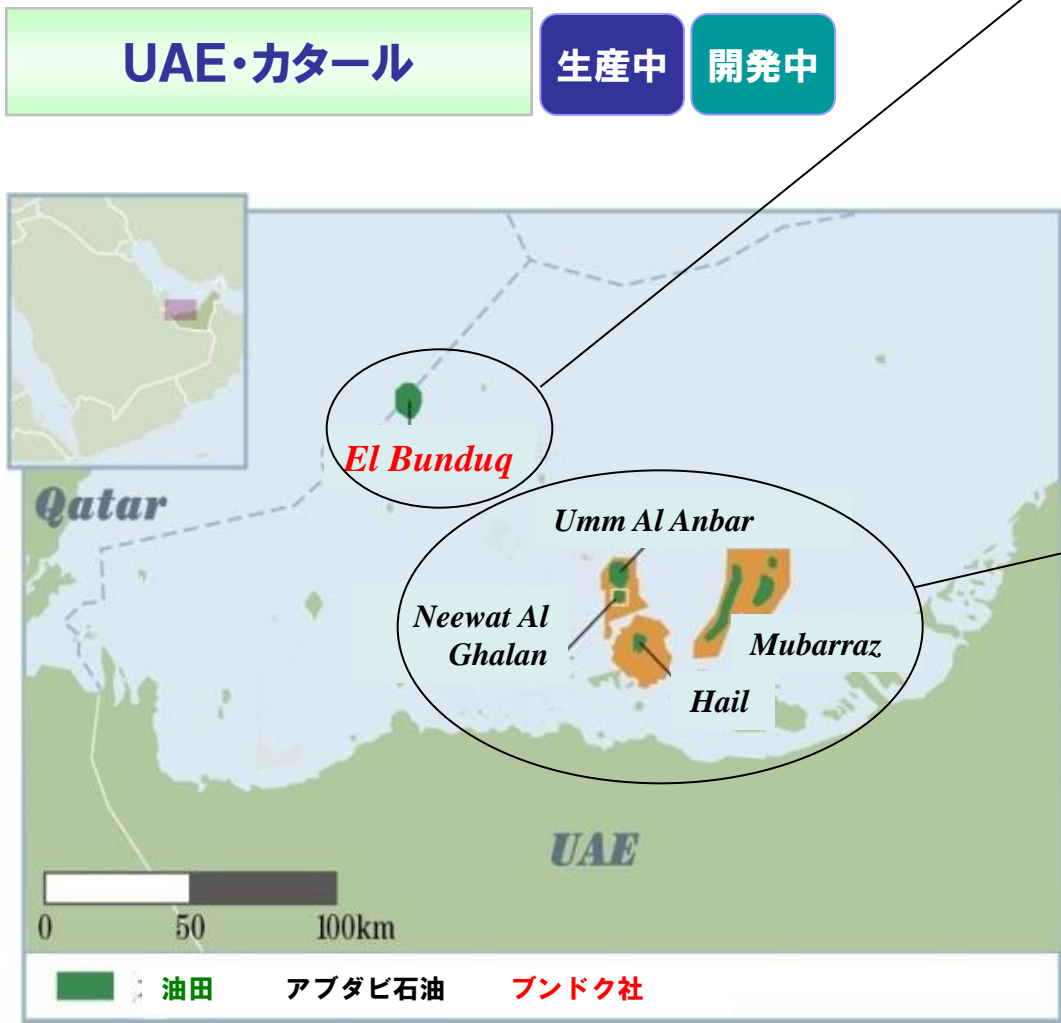 UAE・カタール
生産中
開発中
El Bunduq
Qatar
Umm Al Anbar
Neewat Al
Ghalan
Mubarraz
Hail
UAE
0 50 100km
油田 アブダビ石油 ブンドク社